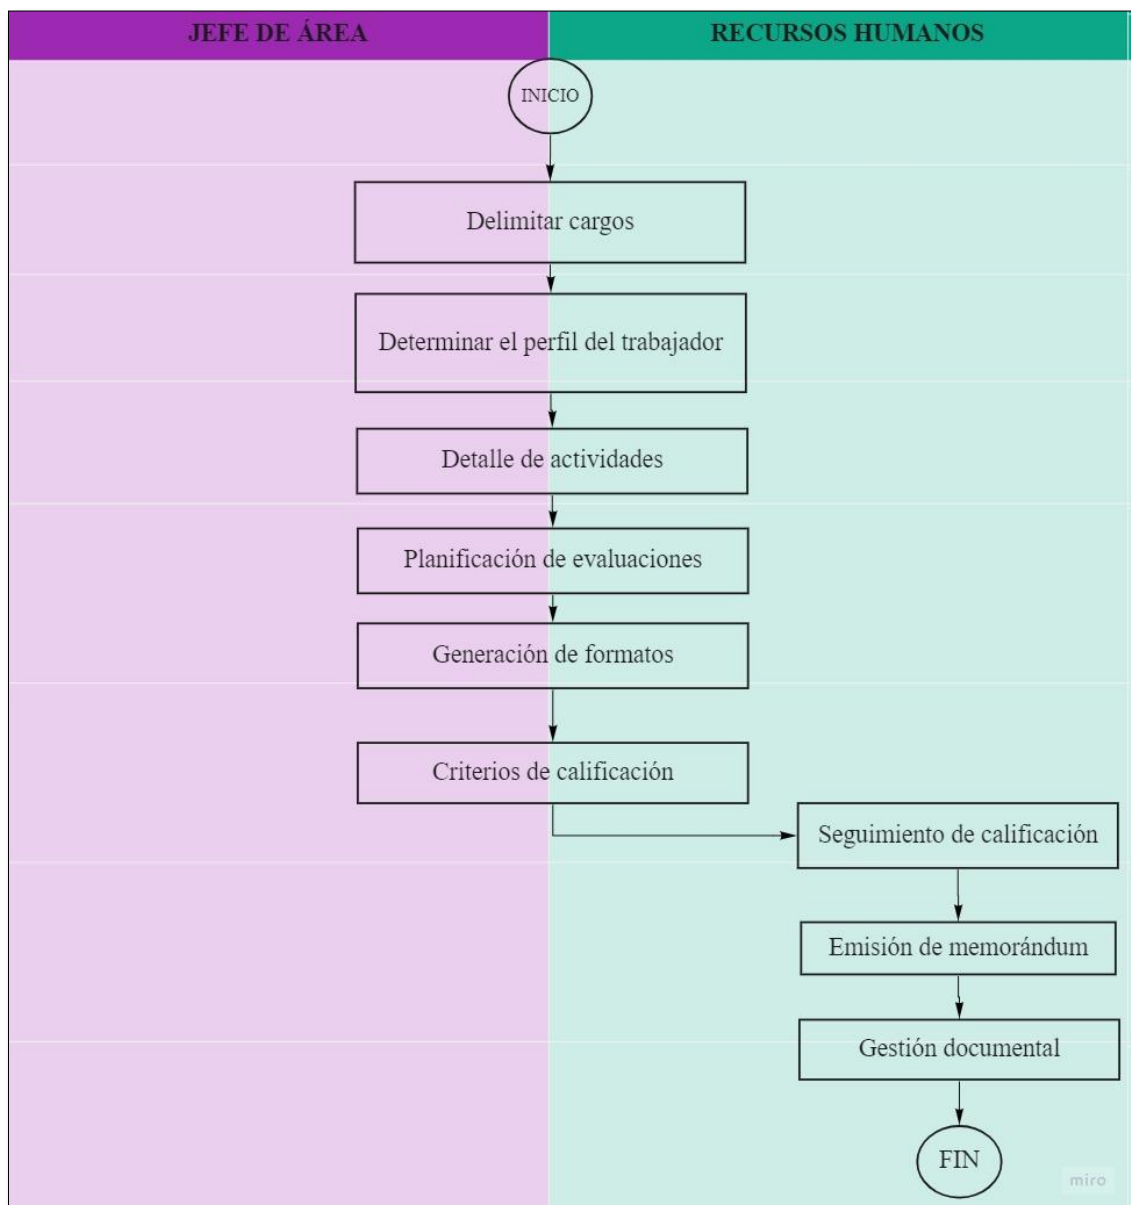 JEFE DE ÁREA
RECURSOS HUMANOS
INICIO
Delimitar cargos
Determinar el perfil del trabajador
Detalle de actividades
Planificación de evaluaciones
Generación de formatos
Criterios de calificación
Seguimiento de calificación
Emisión de memorándum
Gestión documental
FIN
miro